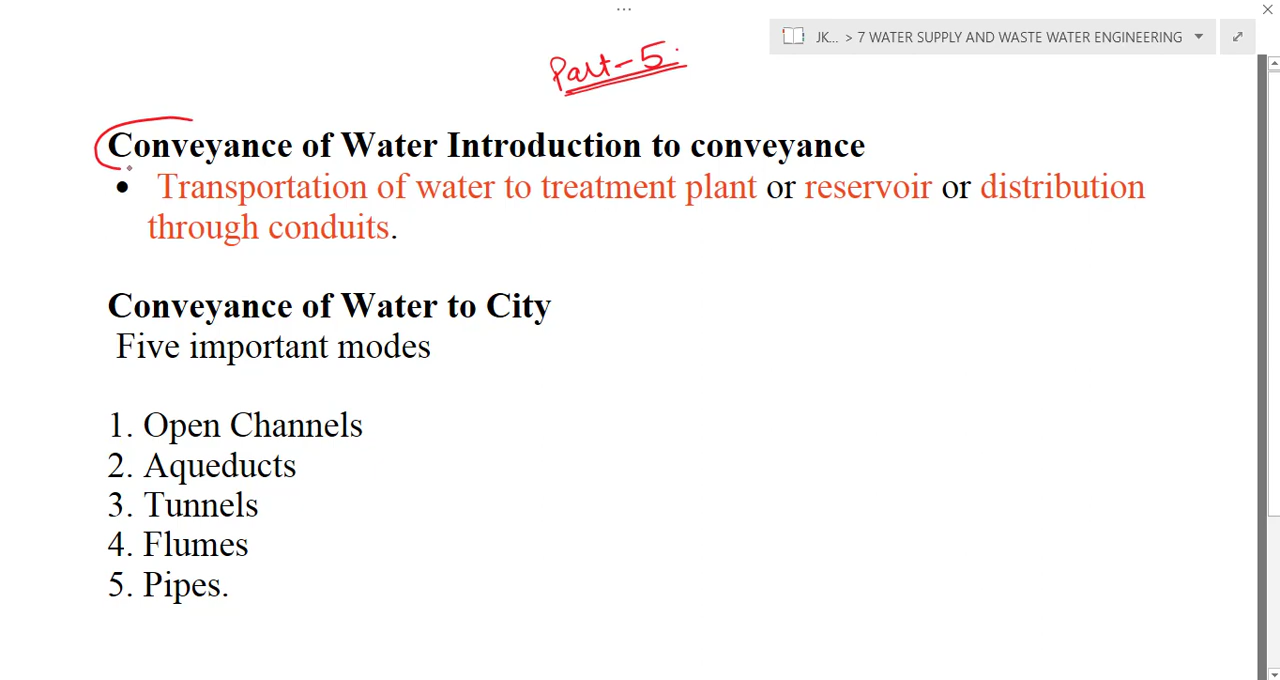 JK... > 7 WATER SUPPLY AND WASTE WATER ENGINEERING
Part-5.
Conveyance of Water Introduction to conveyance
• Transportation of water to treatment plant or reservoir or distribution
through conduits.
Conveyance of Water to City
Five important modes
1. Open Channels
2. Aqueducts
3. Tunnels
4. Flumes
5. Pipes.